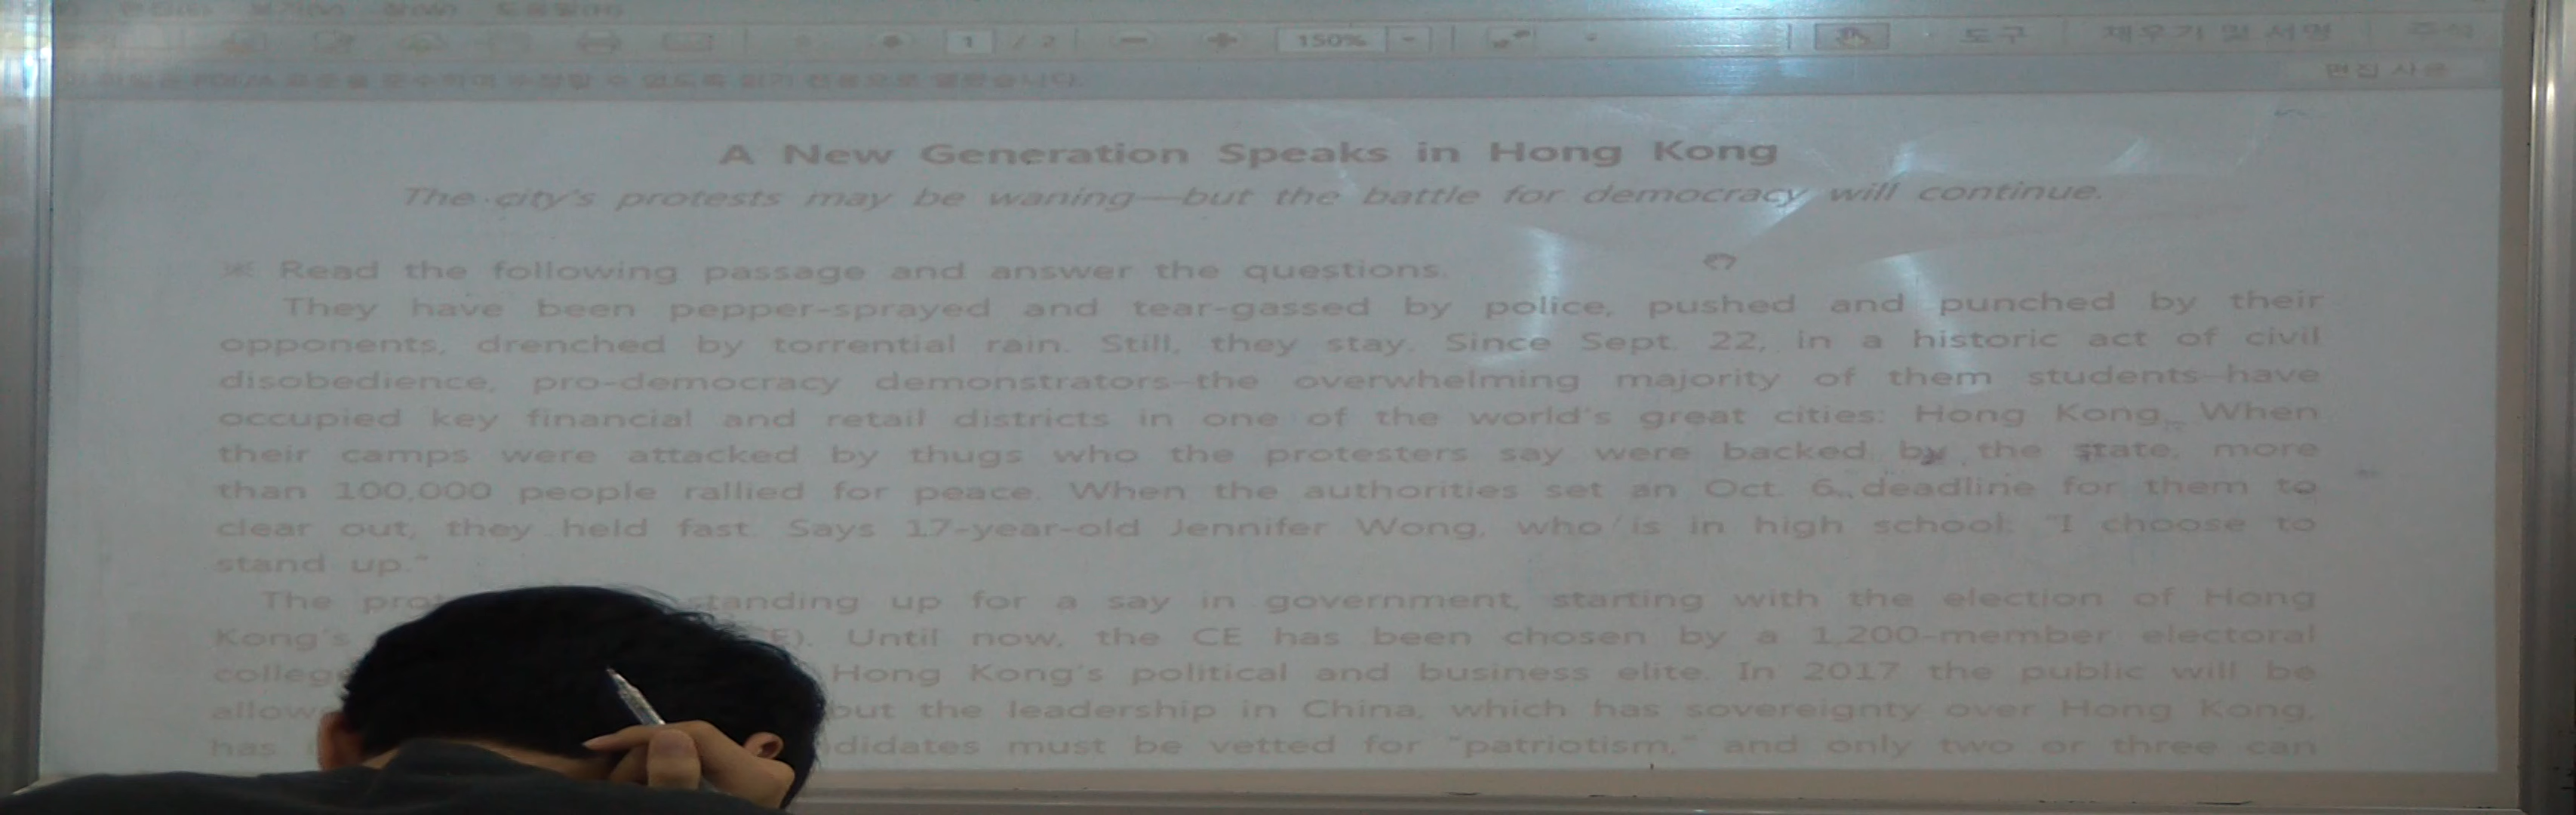 1 / 2 150% 도구 채우기 및 서명 주석
편집 사용
A New Generation Speaks in Hong Kong
The city's protests may be waning—but the battle for democracy will continue.
※ Read the following passage and answer the questions.
They have been pepper-sprayed and tear-gassed by police, pushed and punched by their
opponents, drenched by torrential rain. Still, they stay. Since Sept. 22, in a historic act of civil
disobedience, pro-democracy demonstrators-the overwhelming majority of them students-have
occupied key financial and retail districts in one of the world's great cities: Hong Kong. When
their camps were attacked by thugs who the protesters say were backed by the state, more
than 100,000 people rallied for peace. When the authorities set an Oct. 6, deadline for them to
clear out, they held fast. Says 17-year-old Jennifer Wong, who is in high school: "I choose to
stand up."
The standing up for a say in government, starting with the election of Hong
Kong's Until now, the CE has been chosen by a 1,200-member electoral
Hong Kong's political and business elite. In 2017 the public will be
but the leadership in China, which has sovereignty over Hong Kong,
has must be vetted for "patriotism," and only two or three can